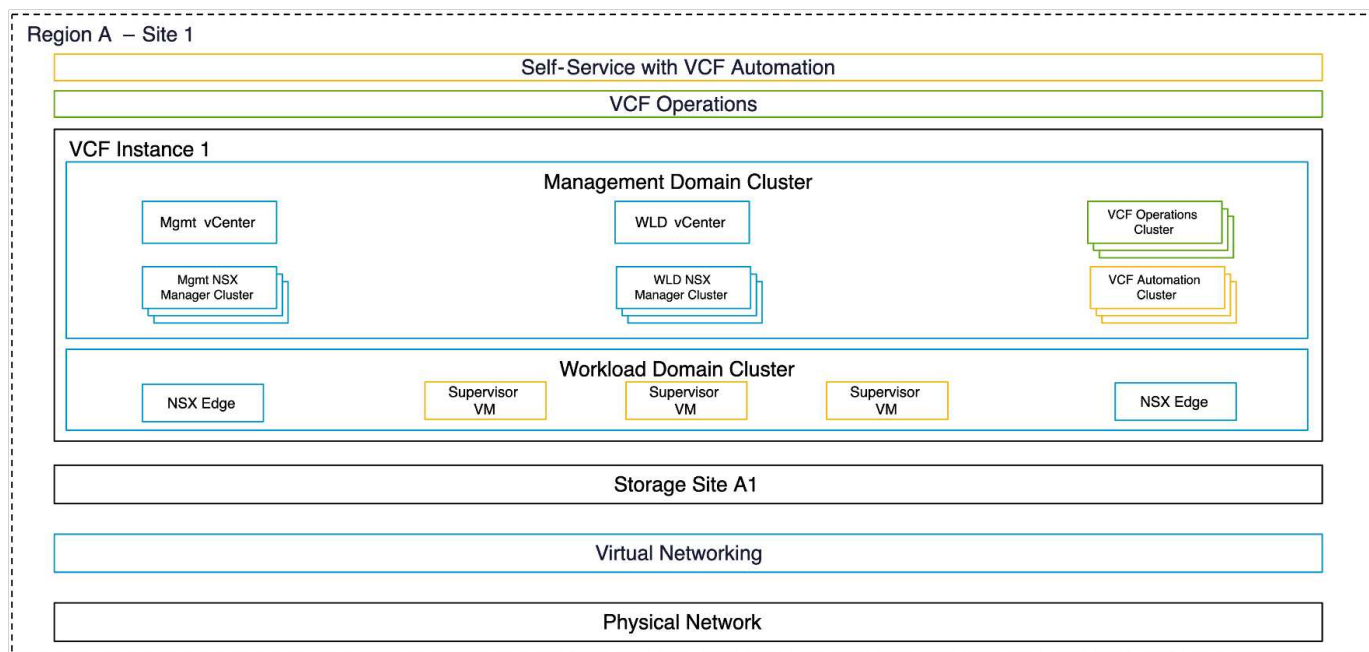 Region A – Site 1
Self-Service with VCF Automation
VCF Operations
VCF Instance 1
Management Domain Cluster
Mgmt vCenter
WLD vCenter
VCF Operations
Cluster
Mgmt NSX
Manager Cluster
WLD NSX
Manager Cluster
VCF Automation
Cluster
Workload Domain Cluster
NSX Edge
Supervisor
VM
Supervisor
VM
Supervisor
VM
NSX Edge
Storage Site A1
Virtual Networking
Physical Network